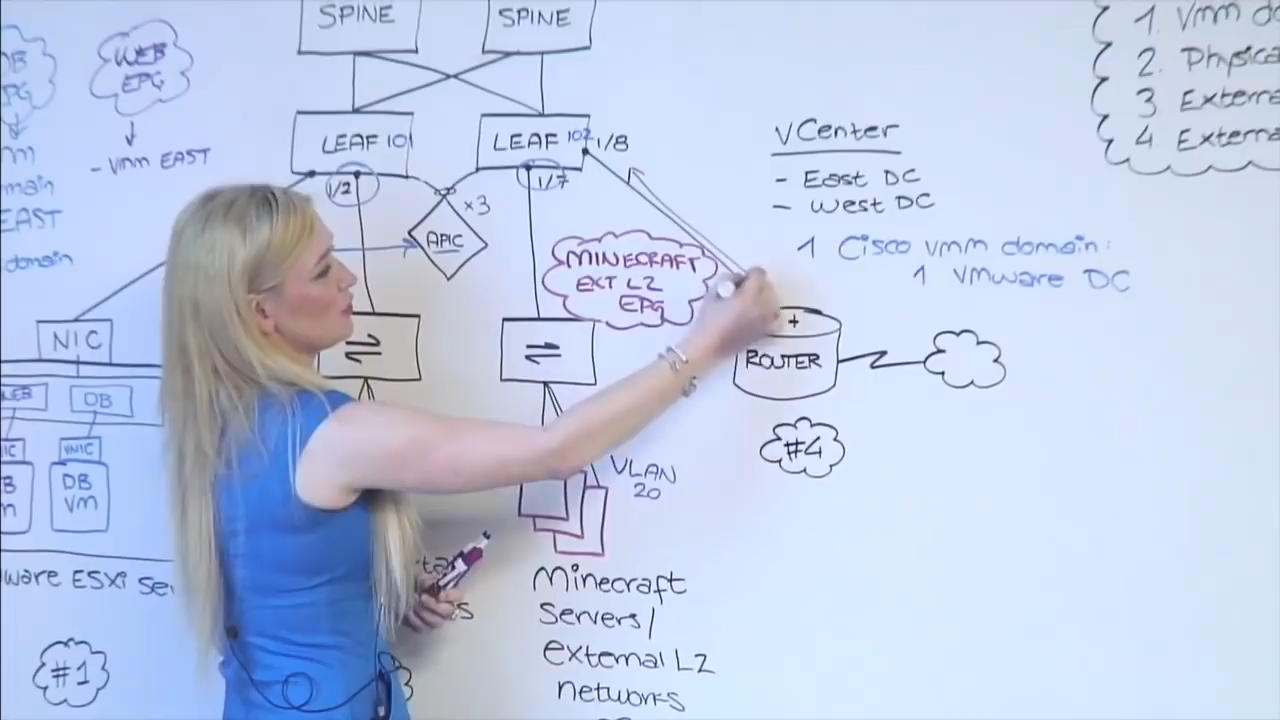 SPINE
SPINE
WEB
EPG
- vmm EAST
EAST
domain
LEAF 101
LEAF 102
1/8
1/2
1/7
x3
APIC
MINECRAFT
EXT L2
EPG
vCenter
- East DC
- West DC
1 Cisco vmm domain:
1 VMware DC
1. Vmm
2. Physica
3 Externa
4 Externa
NIC
DB
VNIC
DB
Vm
ROUTER
#4
VLAN
20
Minecraft
Servers/
external L2
networks
ware ESXi Ser
#1